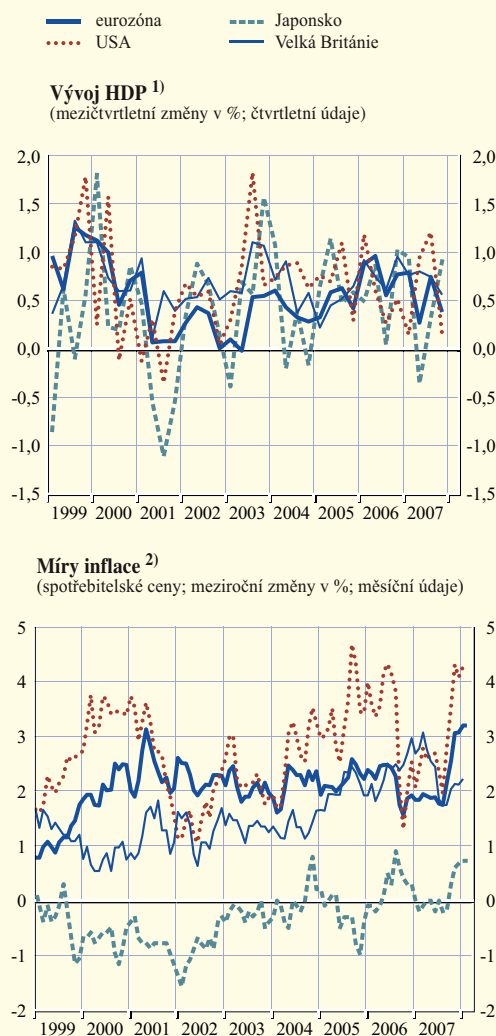 eurozóna
Japonsko
USA
Velká Británie
Vývoj HDP 1)
(mezičtvrtletní změny v %; čtvrtletní údaje)
2,0 2,0
1,5 1,5
1,0 1,0
0,5 0,5
0,0 0,0
-0,5 -0,5
-1,0 -1,0
-1,5 -1,5
1999 2000 2001 2002 2003 2004 2005 2006 2007
Míry inflace 2)
(spotřebitelské ceny; meziroční změny v %; měsíční údaje)
5 5
4 4
3 3
2 2
1 1
0 0
-1 -1
-2 -2
1999 2000 2001 2002 2003 2004 2005 2006 2007